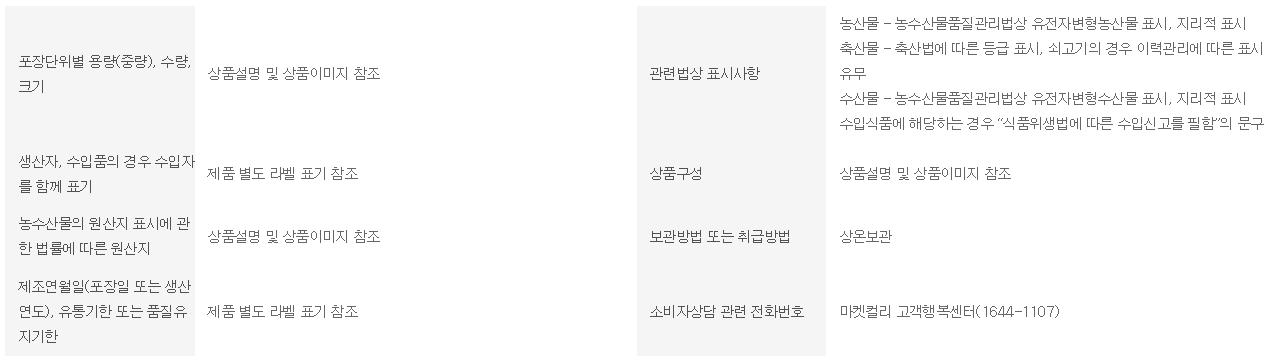 포장단위별 용량(중량), 수량,
크기
상품설명 및 상품이미지 참조
관련법상 표시사항
농산물 - 농수산물품질관리법상 유전자변형농산물 표시, 지리적 표시
축산물 - 축산법에 따른 등급 표시, 쇠고기의 경우 이력관리에 따른 표시
유무
수산물 - 농수산물품질관리법상 유전자변형수산물 표시, 지리적 표시
수입식품에 해당하는 경우 “식품위생법에 따른 수입신고를 필함”의 문구
생산자, 수입품의 경우 수입자
를 함께 표기
제품 별도 라벨 표기 참조
상품구성
상품설명 및 상품이미지 참조
농수산물의 원산지 표시에 관
한 법률에 따른 원산지
상품설명 및 상품이미지 참조
보관방법 또는 취급방법
상온보관
제조연월일(포장일 또는 생산
연도), 유통기한 또는 품질유
지기한
제품 별도 라벨 표기 참조
소비자상담 관련 전화번호
마켓컬리 고객행복센터(1644-1107)